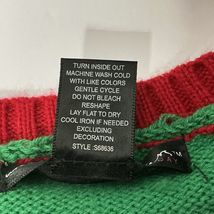 TURN INSIDE OUT
MACHINE WASH COLD
WITH LIKE COLORS
GENTLE CYCLE
DO NOT BLEACH
RESHAPE
LAY FLAT TO DRY
COOL IRON IF NEEDED
EXCLUDING
DECORATION
STYLE :S68636